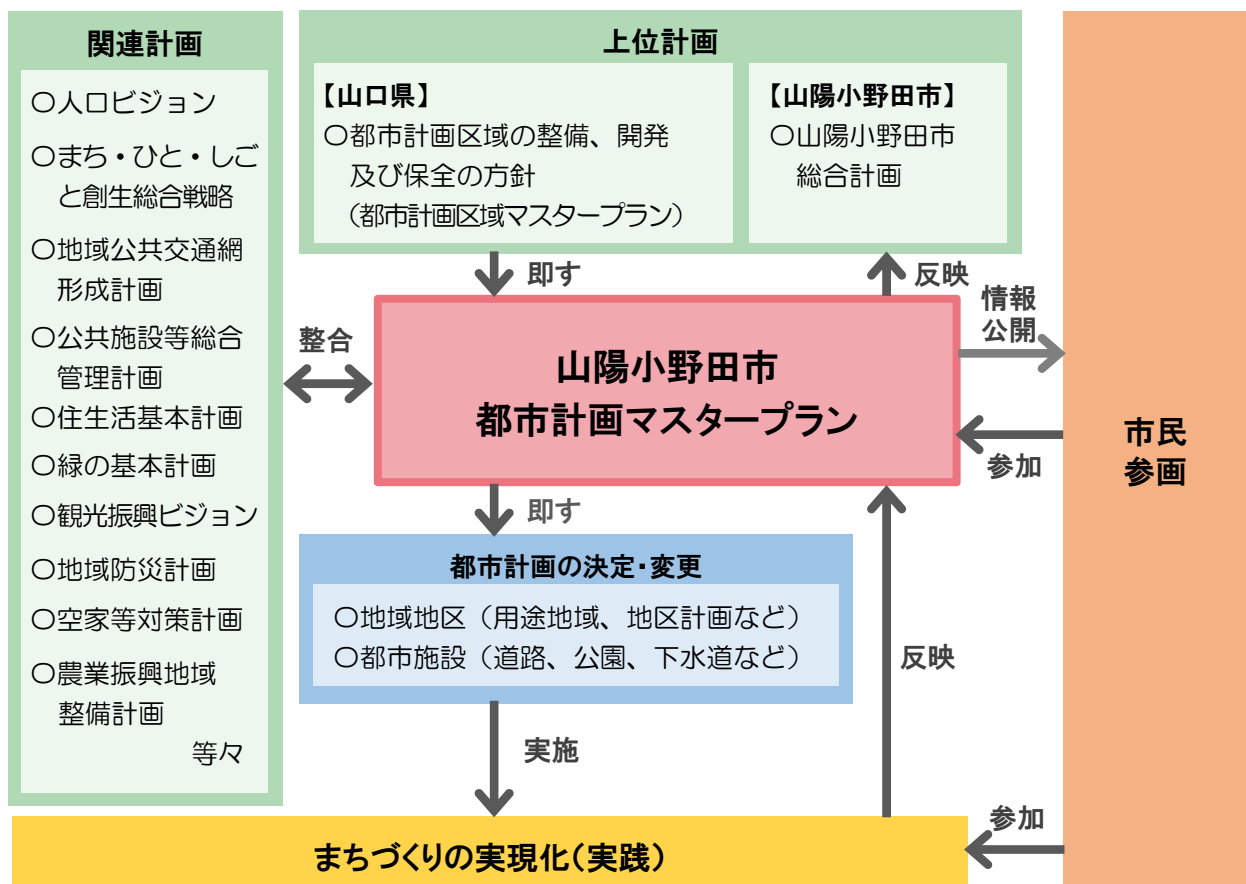 関連計画
〇人口ビジョン
〇まち・ひと・しご
と創生総合戦略
〇地域公共交通網
形成計画
〇公共施設等総合
管理計画
〇住生活基本計画
〇緑の基本計画
〇観光振興ビジョン
〇地域防災計画
〇空家等対策計画
〇農業振興地域
整備計画
等々
上位計画
【山口県】
〇都市計画区域の整備、開発
及び保全の方針
（都市計画区域マスタープラン）
【山陽小野田市】
〇山陽小野田市
総合計画
即す
反映
情報
公開
整合
山陽小野田市
都市計画マスタープラン
参加
市民
参画
即す
都市計画の決定・変更
〇地域地区（用途地域、地区計画など）
〇都市施設（道路、公園、下水道など）
反映
実施
参加
まちづくりの実現化（実践）